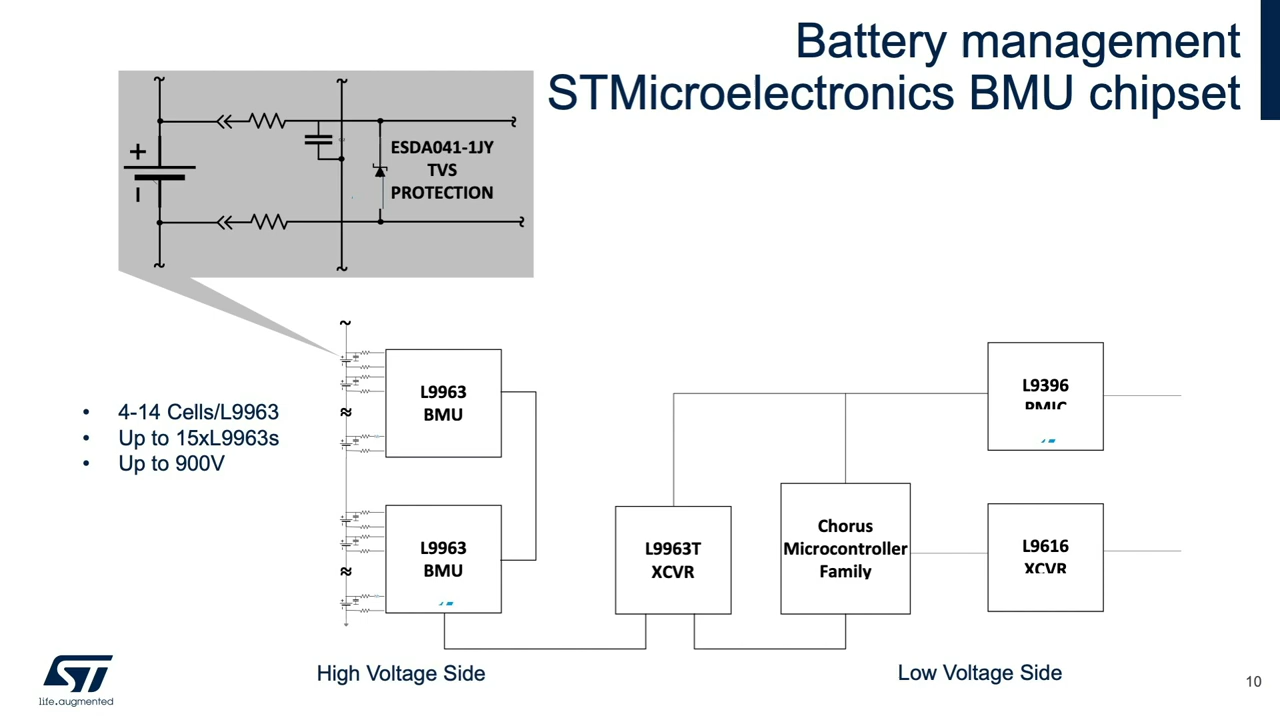 Battery management
STMicroelectronics BMU chipset
+
ESDA041-1JY
TVS
PROTECTION
• 4-14 Cells/L9963
• Up to 15xL9963s
• Up to 900V
L9963
BMU
L9963
BMU
L9963T
XCVR
Chorus
Microcontroller
Family
L9396
PMIC
L9616
XCVR
High Voltage Side
Low Voltage Side
ST
life.augmented
10